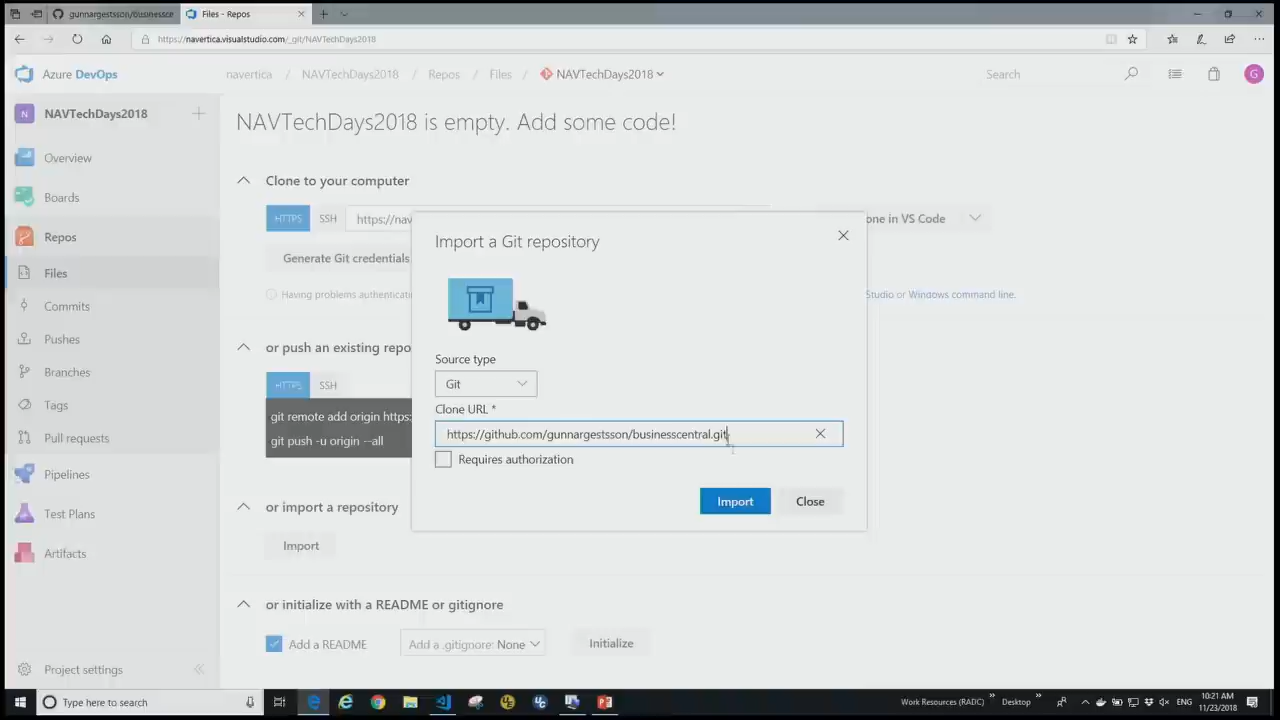 gunnargestsson/businessce
Files - Repos
https://navertica.visualstudio.com/_git/NAVTechDays2018
Azure DevOps
navertica / NAVTechDays2018 / Repos / Files / NAVTechDays2018
Search
G
N NAVTechDays2018
Overview
Boards
Repos
Files
Commits
Pushes
Branches
Tags
Pull requests
Pipelines
Test Plans
Artifacts
Project settings
NAVTechDays2018 is empty. Add some code!
Clone to your computer
HTTPS SSH https://nav
one in VS Code
Generate Git credentials
Having problems authenticati
Studio or Windows command line.
or push an existing repo
HTTPS SSH
git remote add origin https:
git push -u origin --all
or import a repository
Import
or initialize with a README or gitignore
Add a README
Add a .gitignore: None
Initialize
Import a Git repository
Source type
Git
Clone URL *
https://github.com/gunnargestsson/businesscentral.git
Requires authorization
Import
Close
Type here to search
Work Resources (RADC)
Desktop
ENG
10:21 AM
11/23/2018